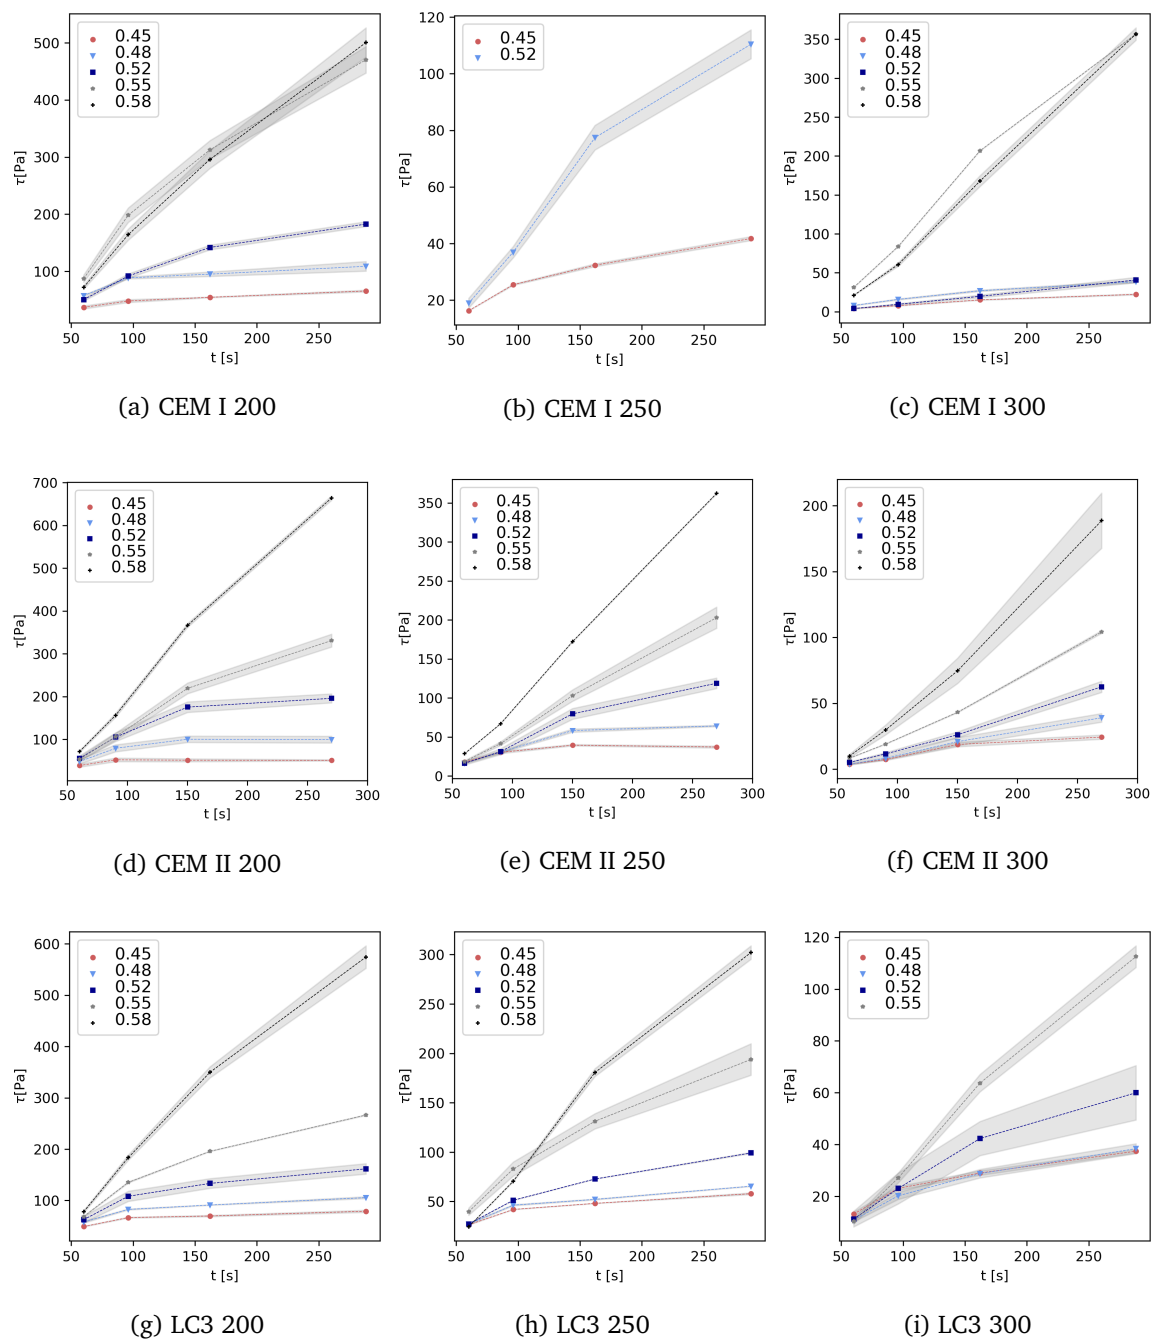 0.45
0.48
0.52
0.55
0.58
500
400
300
200
100
τ[Pa]
50 100 150 200 250
t [s]
(a) CEM I 200
0.45
0.52
120
100
80
60
40
20
τ[Pa]
50 100 150 200 250
t [s]
(b) CEM I 250
0.45
0.48
0.52
0.55
0.58
350
300
250
200
150
100
50
0
τ[Pa]
50 100 150 200 250
t [s]
(c) CEM I 300
0.45
0.48
0.52
0.55
0.58
700
600
500
400
300
200
100
τ[Pa]
50 100 150 200 250 300
t [s]
(d) CEM II 200
0.45
0.48
0.52
0.55
0.58
350
300
250
200
150
100
50
0
τ[Pa]
50 100 150 200 250 300
t [s]
(e) CEM II 250
0.45
0.48
0.52
0.55
0.58
200
150
100
50
0
τ[Pa]
50 100 150 200 250 300
t [s]
(f) CEM II 300
0.45
0.48
0.52
0.55
0.58
600
500
400
300
200
100
τ[Pa]
50 100 150 200 250
t [s]
(g) LC3 200
0.45
0.48
0.52
0.55
0.58
300
250
200
150
100
50
τ[Pa]
50 100 150 200 250
t [s]
(h) LC3 250
0.45
0.48
0.52
0.55
120
100
80
60
40
20
τ[Pa]
50 100 150 200 250
t [s]
(i) LC3 300